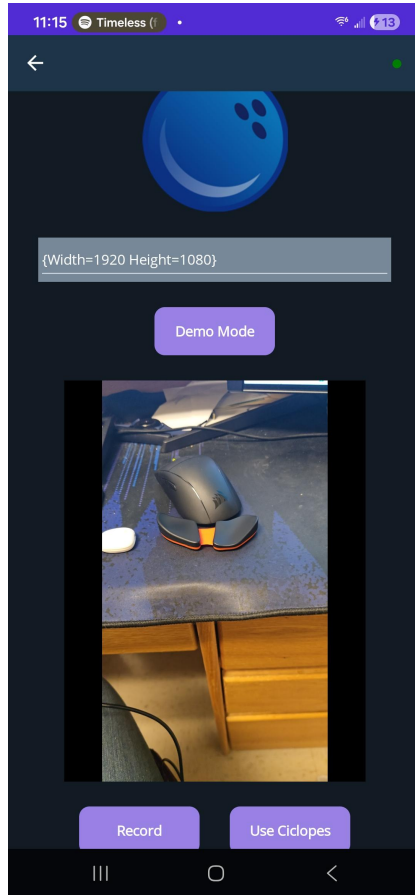 11:15 Timeless (f 13
{Width=1920 Height=1080}
Demo Mode
Record
Use Ciclopes